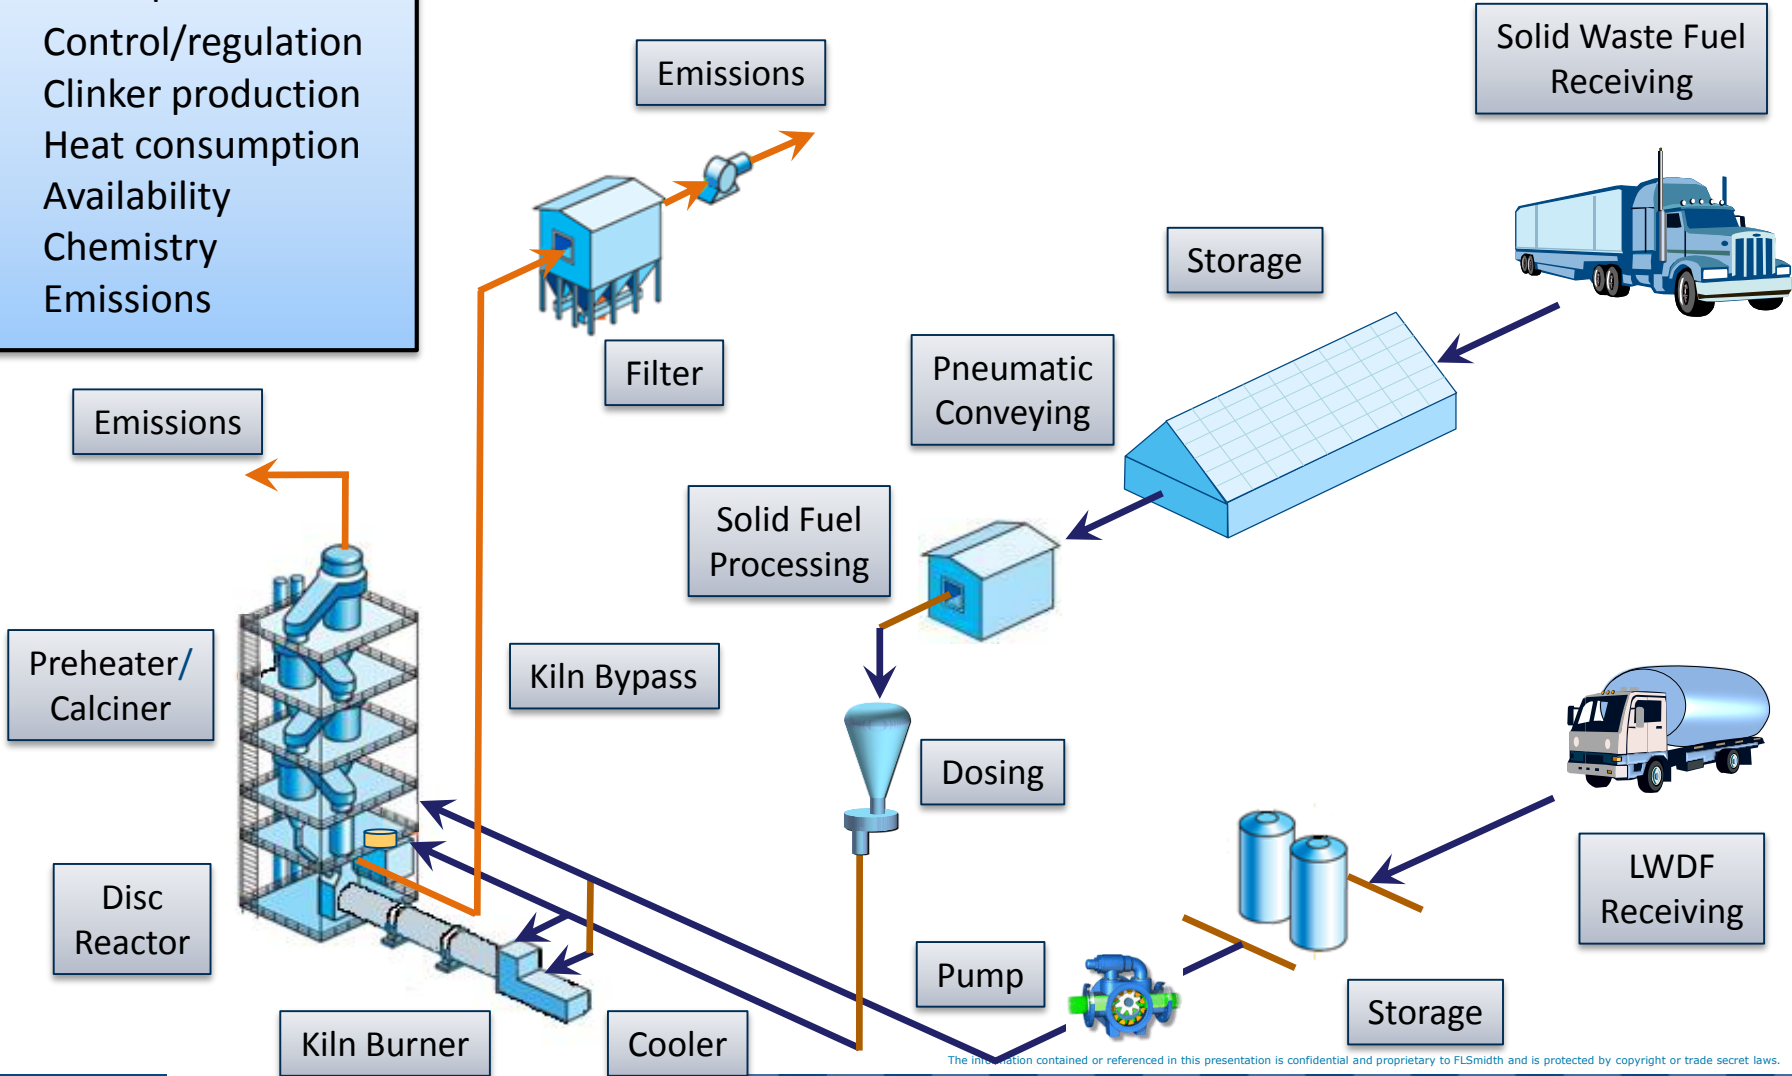 Control/regulation
Clinker production
Heat consumption
Availability
Chemistry
Emissions
Emissions
Solid Waste Fuel
Receiving
Storage
Filter
Pneumatic
Conveying
Emissions
Solid Fuel
Processing
Preheater/
Calciner
Kiln Bypass
Dosing
LWDF
Receiving
Disc
Reactor
Pump
Storage
Kiln Burner
Cooler
The information contained or referenced in this presentation is confidential and proprietary to FLSmidth and is protected by copyright or trade secret laws.